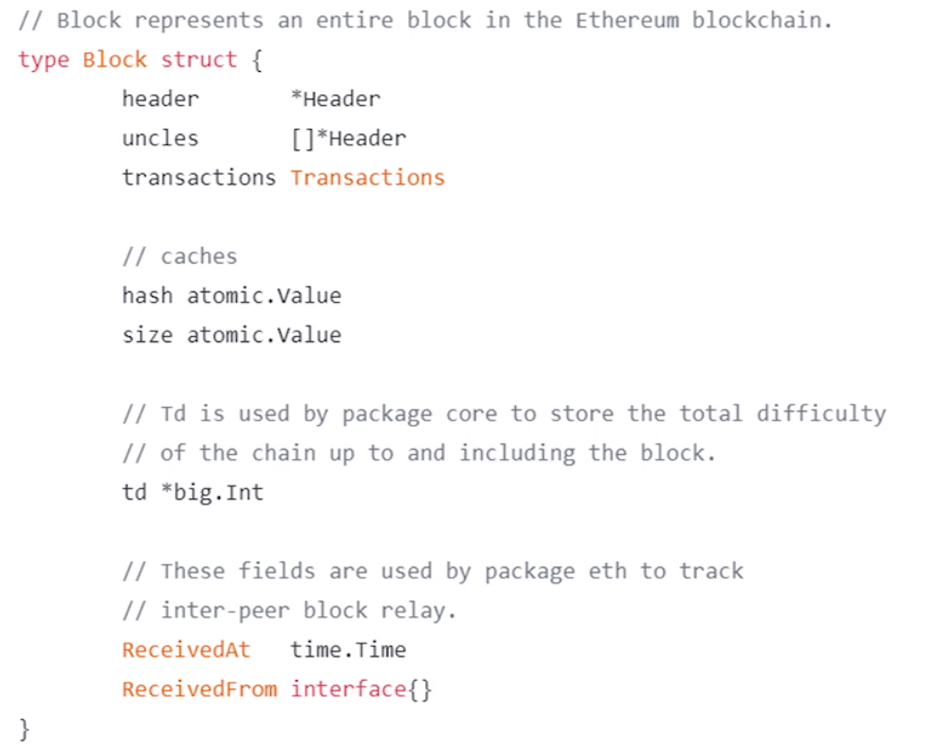 // Block represents an entire block in the Ethereum blockchain.
type Block struct {
header *Header
uncles []*Header
transactions Transactions
// caches
hash atomic.Value
size atomic.Value
// Td is used by package core to store the total difficulty
// of the chain up to and including the block.
td *big.Int
// These fields are used by package eth to track
// inter-peer block relay.
ReceivedAt time.Time
ReceivedFrom interface{}
}